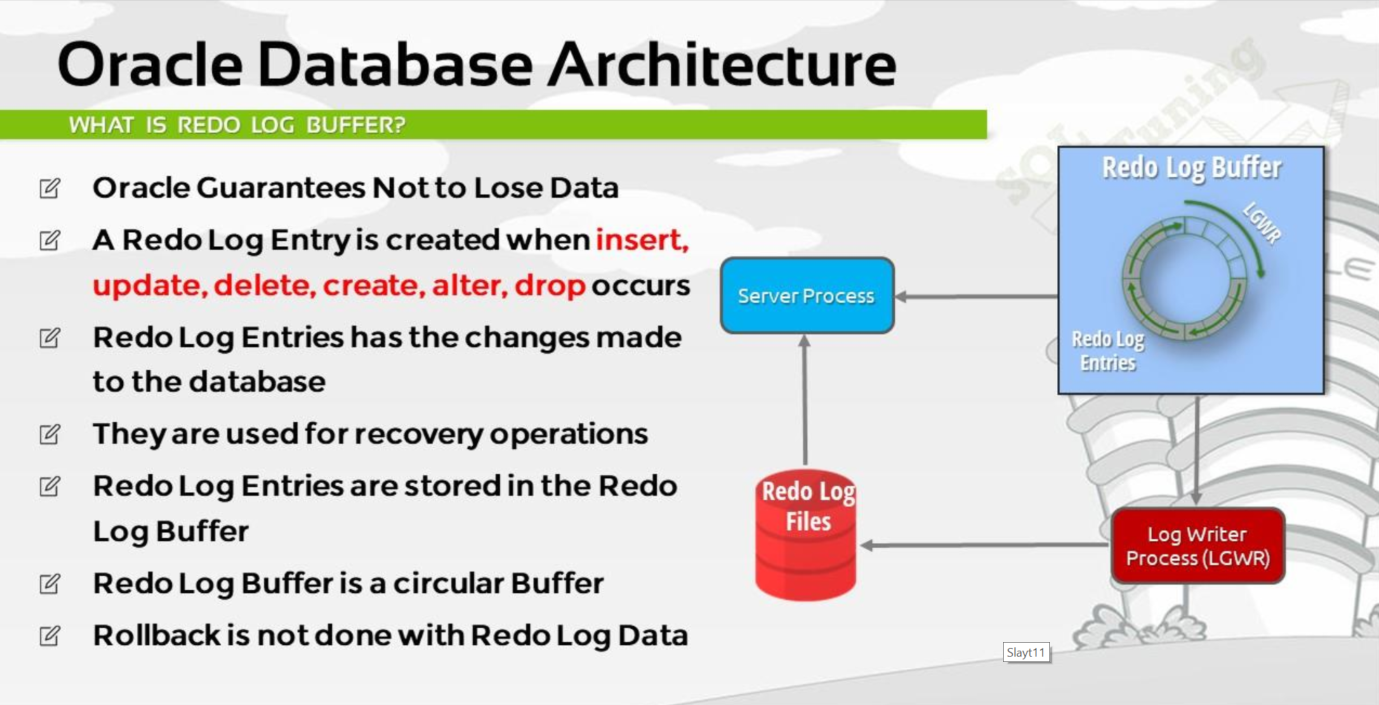 Oracle Database Architecture
WHAT IS REDO LOG BUFFER?
Oracle Guarantees Not to Lose Data
A Redo Log Entry is created when insert,
update, delete, create, alter, drop occurs
Redo Log Entries has the changes made
to the database
They are used for recovery operations
Redo Log Entries are stored in the Redo
Log Buffer
Redo Log Buffer is a circular Buffer
Rollback is not done with Redo Log Data
SQL
Tuning
Redo Log Buffer
LGWR
Redo Log
Entries
Server Process
Redo Log
Files
Log Writer
Process (LGWR)
LE
Slayt11